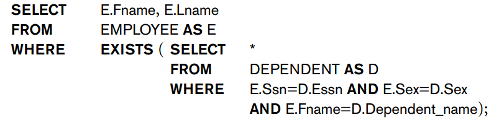 SELECT E.Fname, E.Lname
FROM EMPLOYEE AS E
WHERE EXISTS ( SELECT *
FROM DEPENDENT AS D
WHERE E.Ssn=D.Essn AND E.Sex=D.Sex
AND E.Fname=D.Dependent_name);